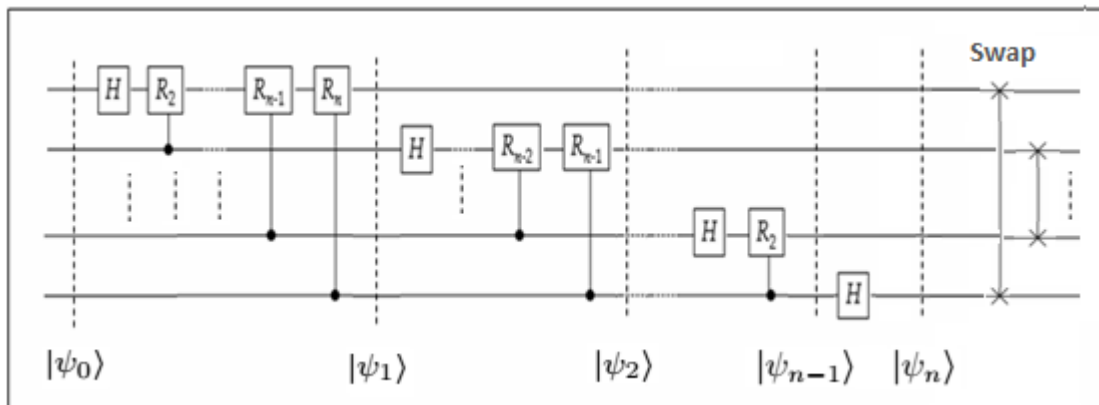 Swap
H R₂ Rₙ₋₁ Rₙ
H Rₙ₋₂ Rₙ₋₁
H R₂
H
|ψ₀⟩ |ψ₁⟩ |ψ₂⟩ |ψₙ₋₁⟩ |ψₙ⟩